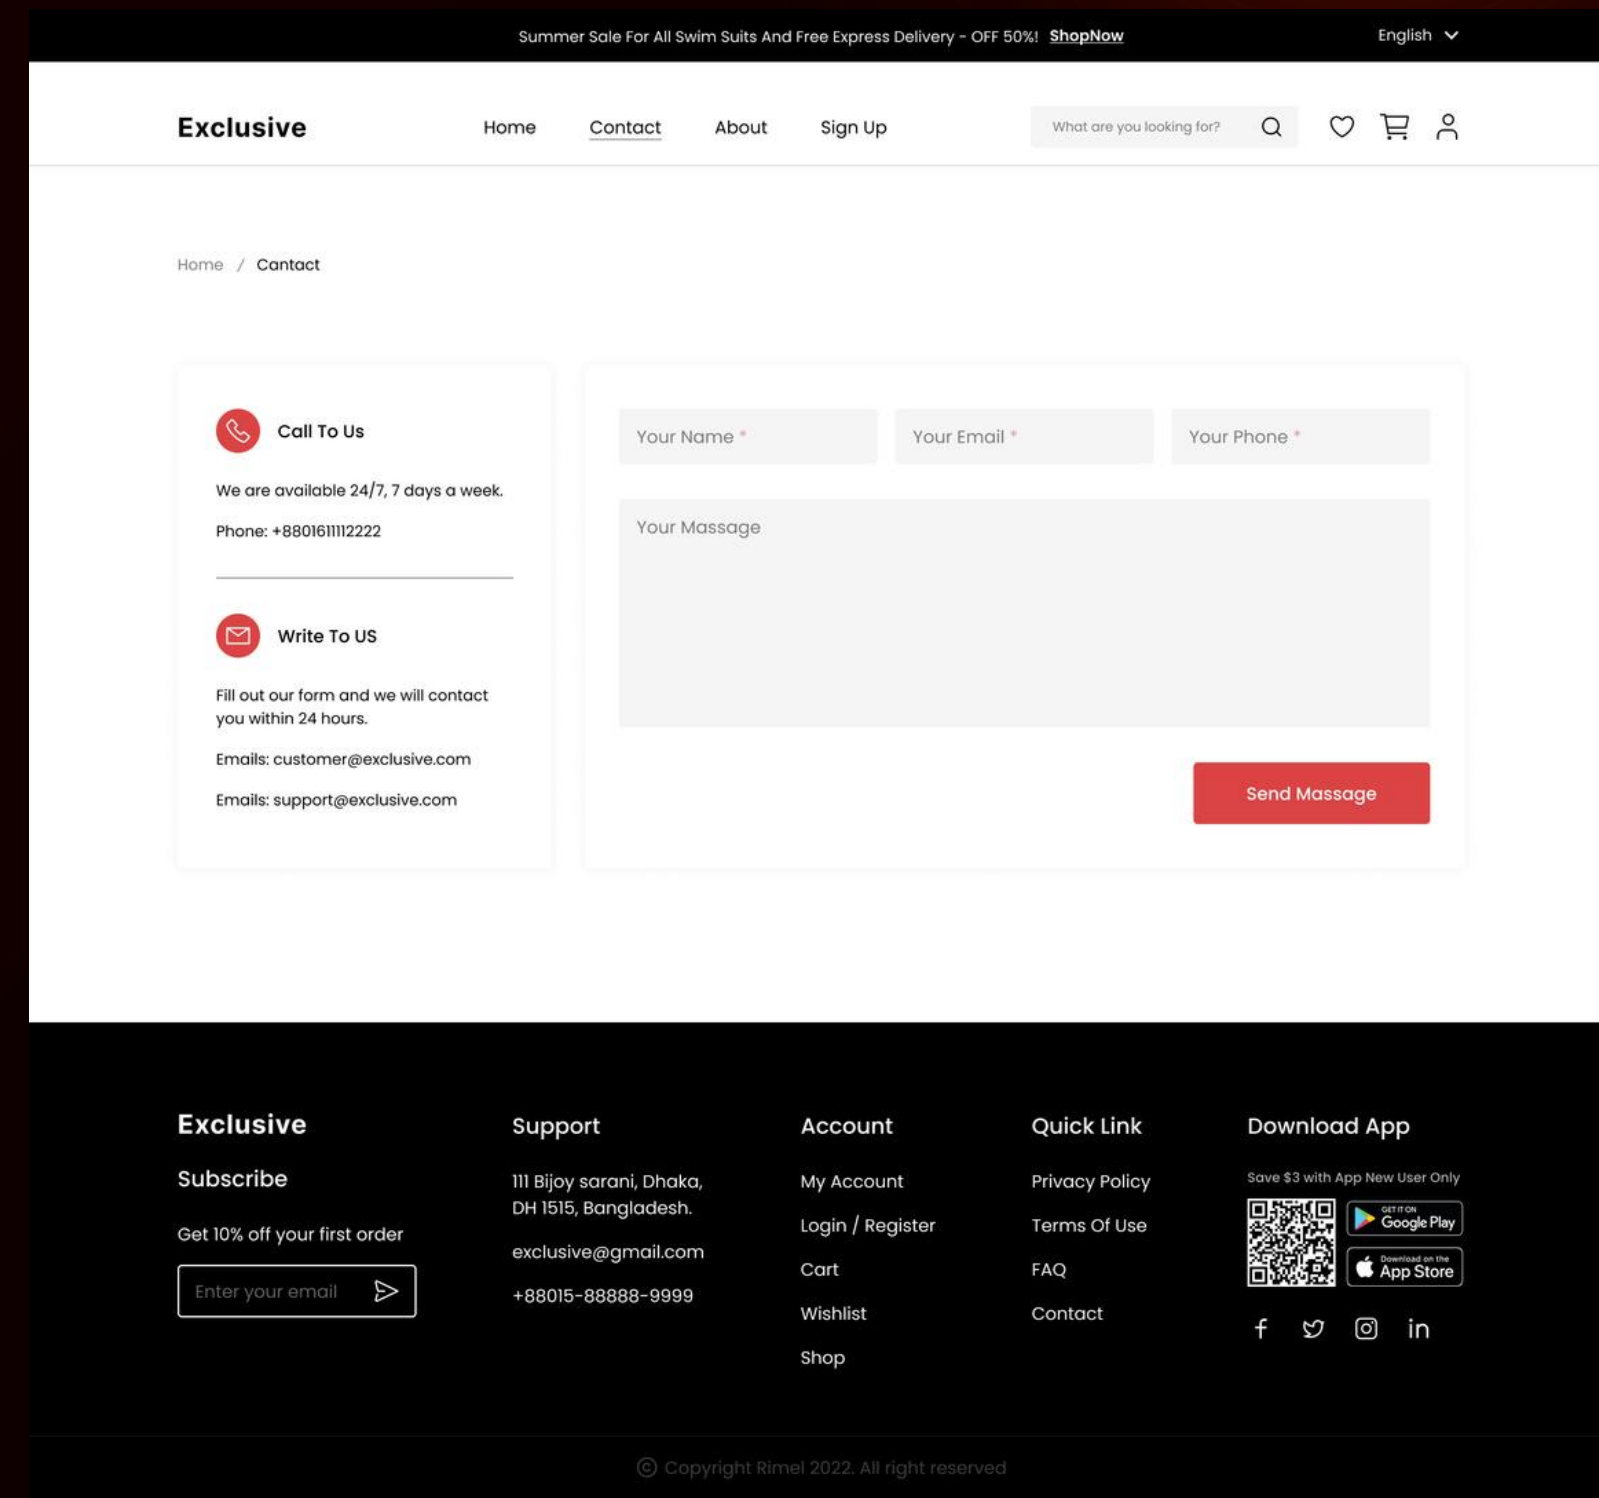 Summer Sale For All Swim Suits And Free Express Delivery - OFF 50%! ShopNow
English
Exclusive
Home
Contact
About
Sign Up
What are you looking for?
Home / Cantact
Call To Us
We are available 24/7, 7 days a week.
Phone: +8801611112222
Write To US
Fill out our form and we will contact
you within 24 hours.
Emails: customer@exclusive.com
Emails: support@exclusive.com
Your Name *
Your Email *
Your Phone *
Your Massage
Send Massage
Exclusive
Subscribe
Get 10% off your first order
Enter your email
Support
111 Bijoy sarani, Dhaka,
DH 1515, Bangladesh.
exclusive@gmail.com
+88015-88888-9999
Account
My Account
Login / Register
Cart
Wishlist
Shop
Quick Link
Privacy Policy
Terms Of Use
FAQ
Contact
Download App
Save $3 with App New User Only
GET IT ON
Google Play
Download on the
App Store
© Copyright Rimel 2022. All right reserved